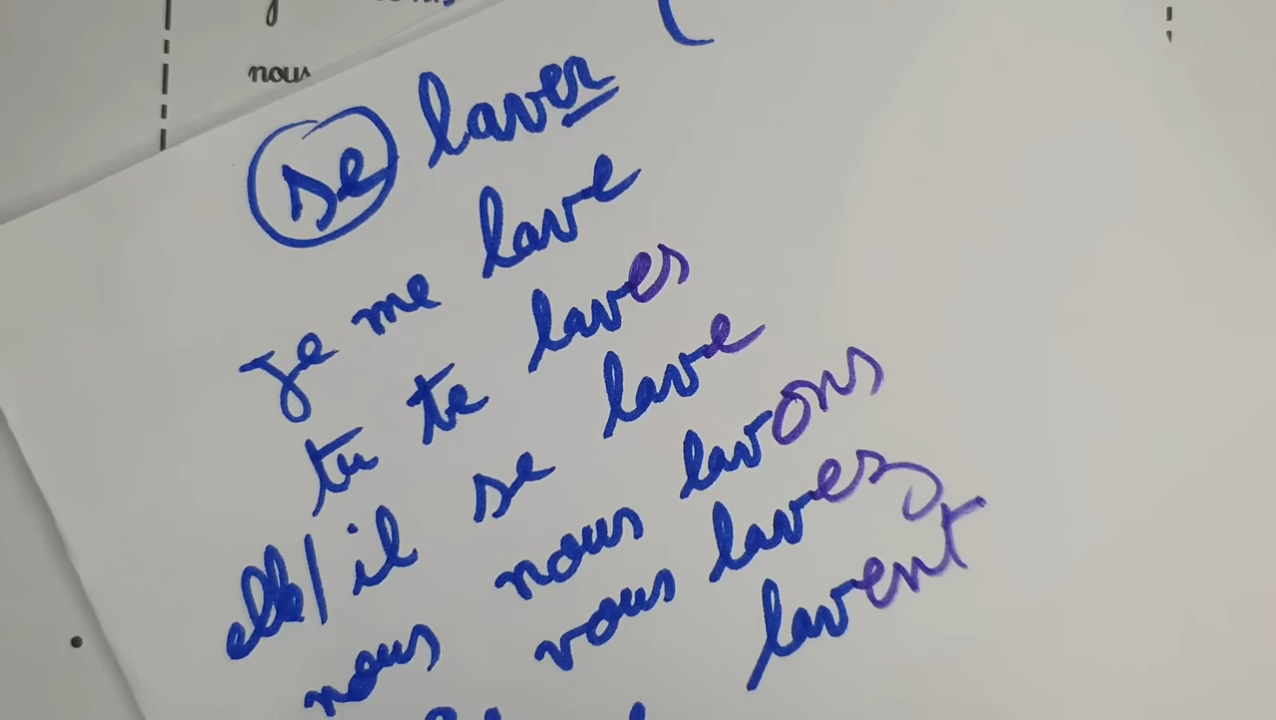 nous
se laver
je me lave
tu te laves
elle/il se lave
nous nous lavons
vous lavez
lavent